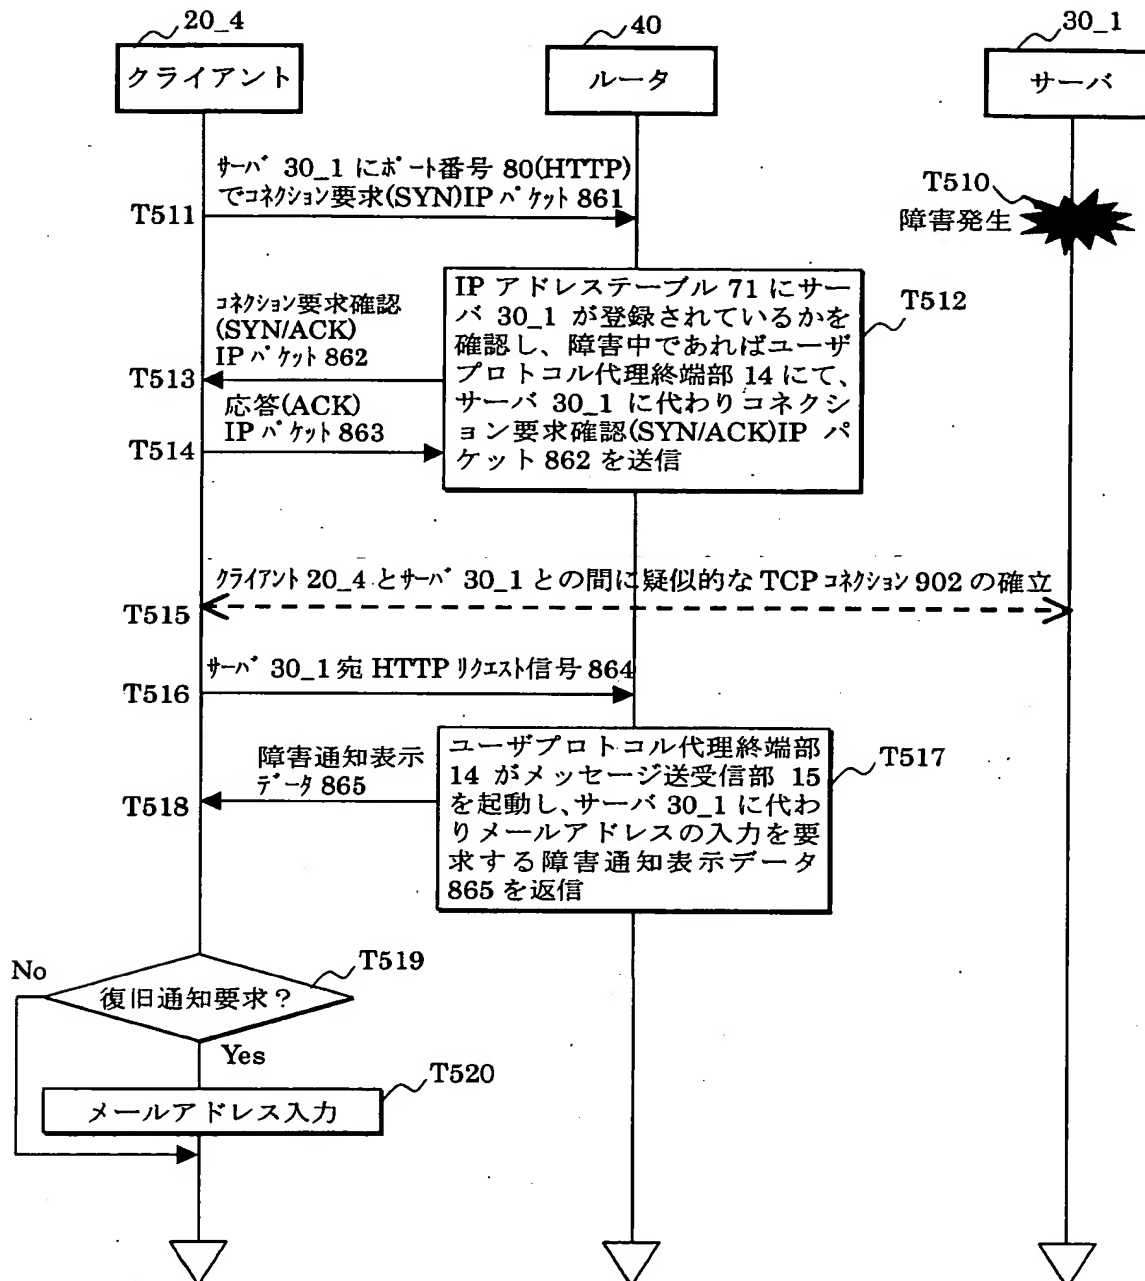 20_4
40
30_1
クライアント
ルータ
サーバ
サーバ 30_1 にポート番号 80(HTTP)
でコネクション要求(SYN)IP パケット 861
T511
T510
障害発生
IP アドレステーブル 71 にサー
バ 30_1 が登録されているかを
確認し、障害中であればユーザ
プロトコル代理終端部 14 にて、
サーバ 30_1 に代わりコネクシ
ョン要求確認(SYN/ACK)IP パ
ケット 862 を送信
T512
コネクション要求確認
(SYN/ACK)
IP パケット 862
T513
応答(ACK)
IP パケット 863
T514
クライアント 20_4 とサーバ 30_1 との間に疑似的な TCP コネクション 902 の確立
T515
サーバ 30_1 宛 HTTP リクエスト信号 864
T516
ユーザプロトコル代理終端部
14 がメッセージ送受信部 15
を起動し、サーバ 30_1 に代わ
りメールアドレスの入力を要
求する障害通知表示データ
865 を返信
T517
障害通知表示
データ 865
T518
No
T519
復旧通知要求?
Yes
T520
メールアドレス入力